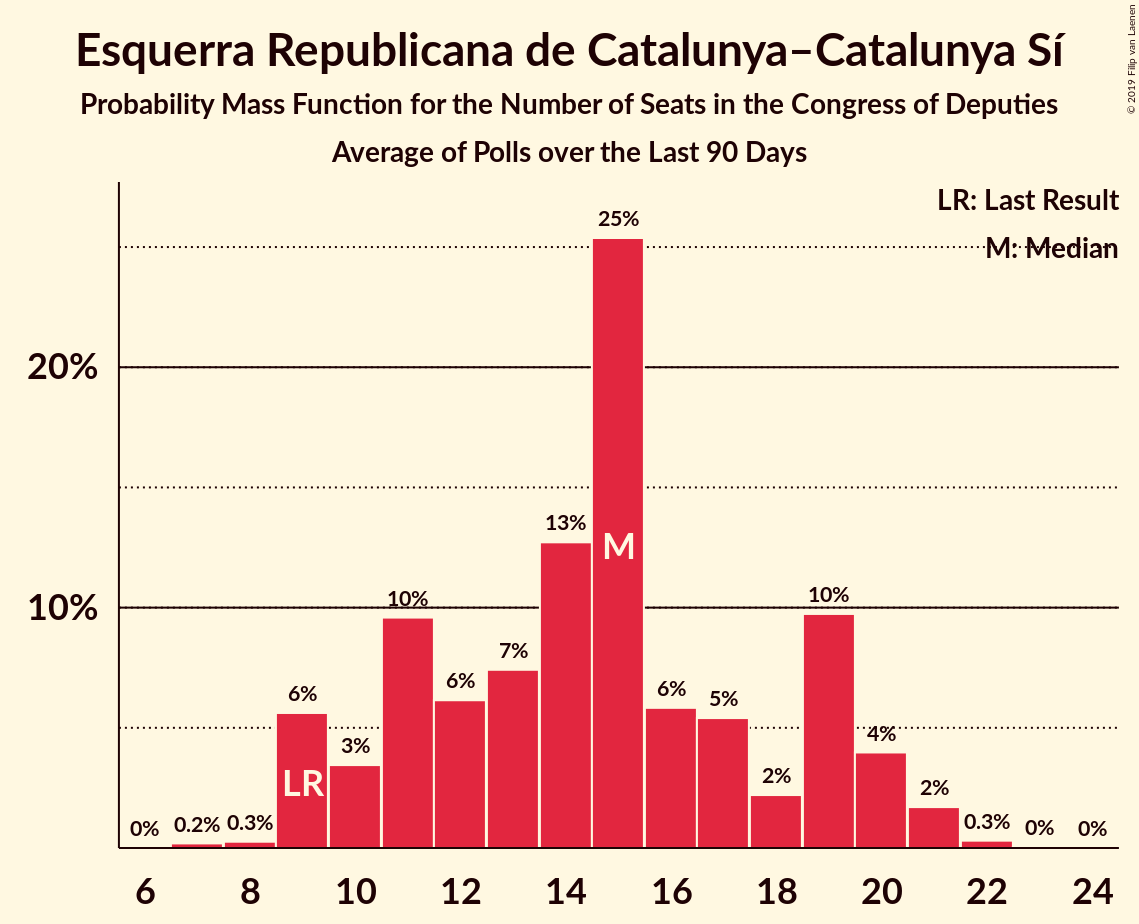 Esquerra Republicana de Catalunya–Catalunya Sí
Probability Mass Function for the Number of Seats in the Congress of Deputies
Average of Polls over the Last 90 Days
© 2019 Filip van Laenen
LR: Last Result
M: Median
20%
10%
0%
0.2%
0.3%
6%
3%
10%
6%
7%
13%
25%
6%
5%
2%
10%
4%
2%
0.3%
0%
0%
LR
M
6 8 10 12 14 16 18 20 22 24